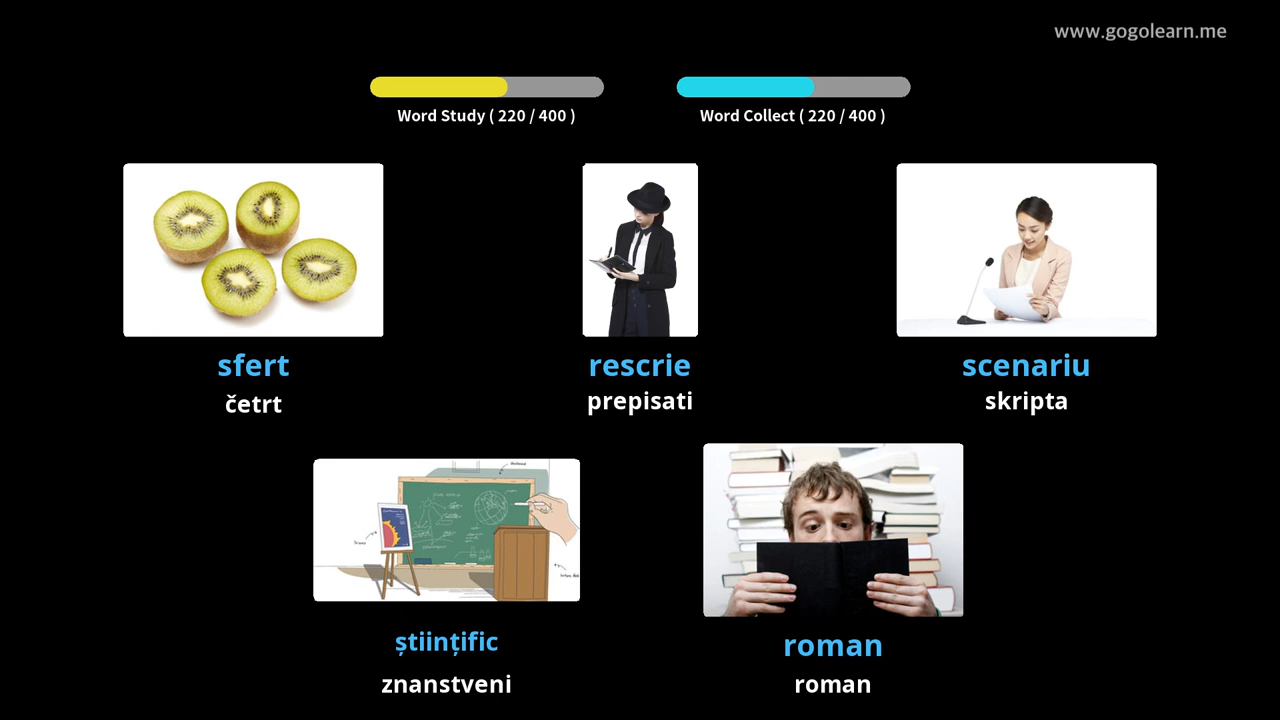 www.gogolearn.me
Word Study ( 220 / 400 )
Word Collect ( 220 / 400 )
sfert
četrt
rescrie
prepisati
scenariu
skripta
științific
znanstveni
roman
roman